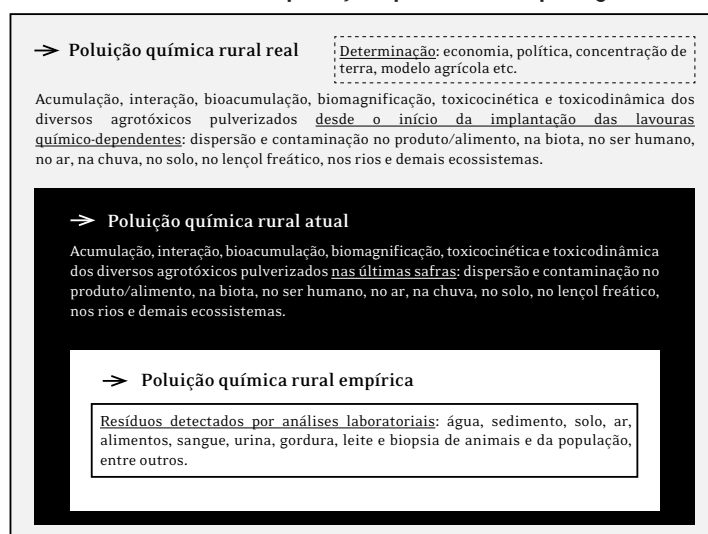 → Poluição química rural real
Determinação: economia, política, concentração de
terra, modelo agrícola etc.
Acumulação, interação, bioacumulação, biomagnificação, toxicocinética e toxicodinâmica dos
diversos agrotóxicos pulverizados desde o início da implantação das lavouras
químico-dependentes: dispersão e contaminação no produto/alimento, na biota, no ser humano,
no ar, na chuva, no solo, no lençol freático, nos rios e demais ecossistemas.
→ Poluição química rural atual
Acumulação, interação, bioacumulação, biomagnificação, toxicocinética e toxicodinâmica
dos diversos agrotóxicos pulverizados nas últimas safras: dispersão e contaminação no
produto/alimento, na biota, no ser humano, no ar, na chuva, no solo, no lençol freático,
nos rios e demais ecossistemas.
→ Poluição química rural empírica
Resíduos detectados por análises laboratoriais: água, sedimento, solo, ar,
alimentos, sangue, urina, gordura, leite e biopsia de animais e da população,
entre outros.